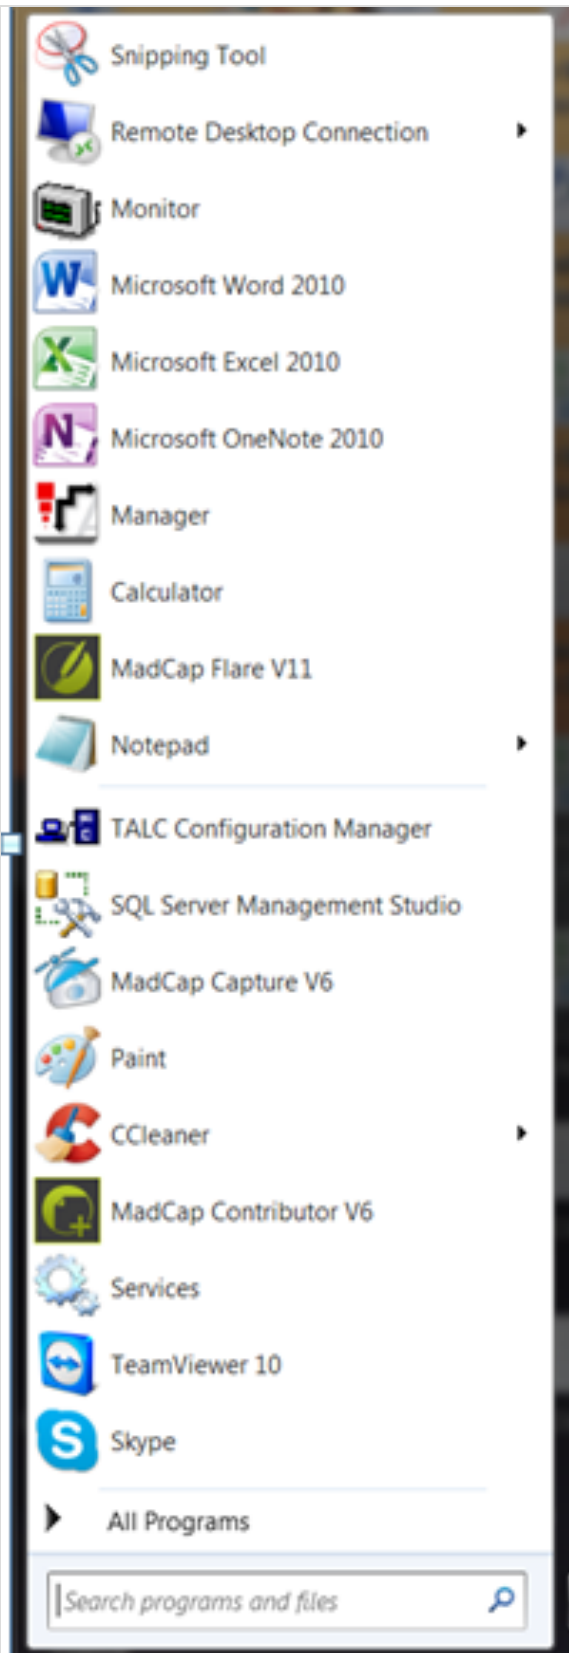 Snipping Tool
Remote Desktop Connection
Monitor
Microsoft Word 2010
Microsoft Excel 2010
Microsoft OneNote 2010
Manager
Calculator
MadCap Flare V11
Notepad
TALC Configuration Manager
SQL Server Management Studio
MadCap Capture V6
Paint
CCleaner
MadCap Contributor V6
Services
TeamViewer 10
Skype
All Programs
Search programs and files